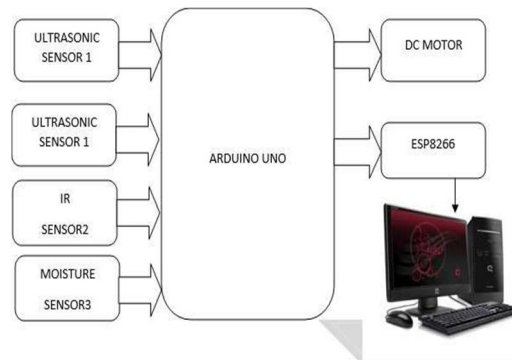 ULTRASONIC
SENSOR 1
ULTRASONIC
SENSOR 1
IR
SENSOR2
MOISTURE
SENSOR3
ARDUINO UNO
DC MOTOR
ESP8266